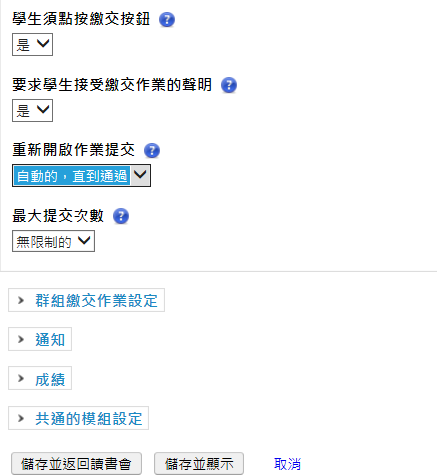 學生須點按繳交按鈕
是
要求學生接受繳交作業的聲明
是
重新開啟作業提交
自動的，直到通過
最大提交次數
無限制的
群組繳交作業設定
通知
成績
共通的模組設定
儲存並返回讀書會 儲存並顯示 取消